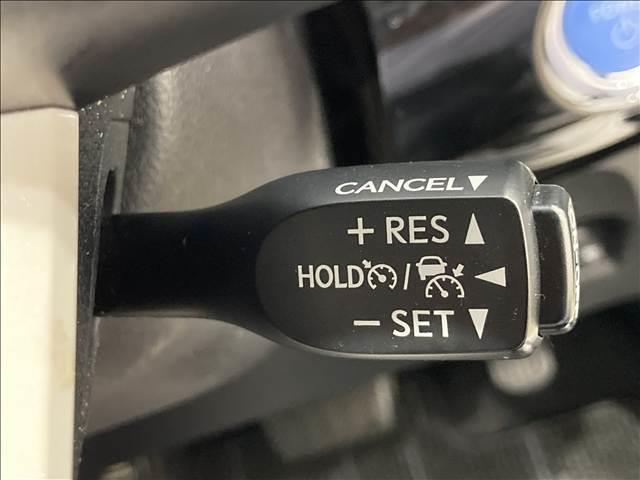 CANCEL▼
+ RES ▲
HOLD / ◀
− SET ▼